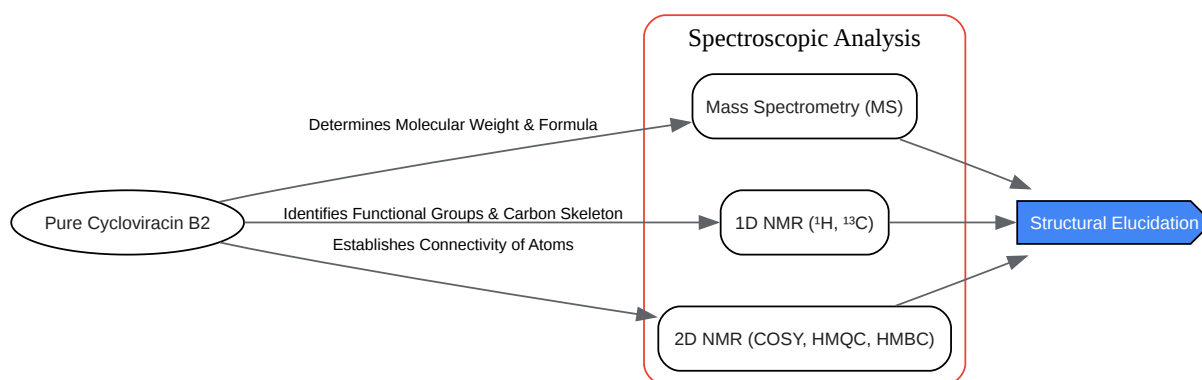 Spectroscopic Analysis
Mass Spectrometry (MS)
Determines Molecular Weight & Formula
Pure Cycloviracin B2
Identifies Functional Groups & Carbon Skeleton
1D NMR (¹H, ¹³C)
Structural Elucidation
Establishes Connectivity of Atoms
2D NMR (COSY, HMQC, HMBC)